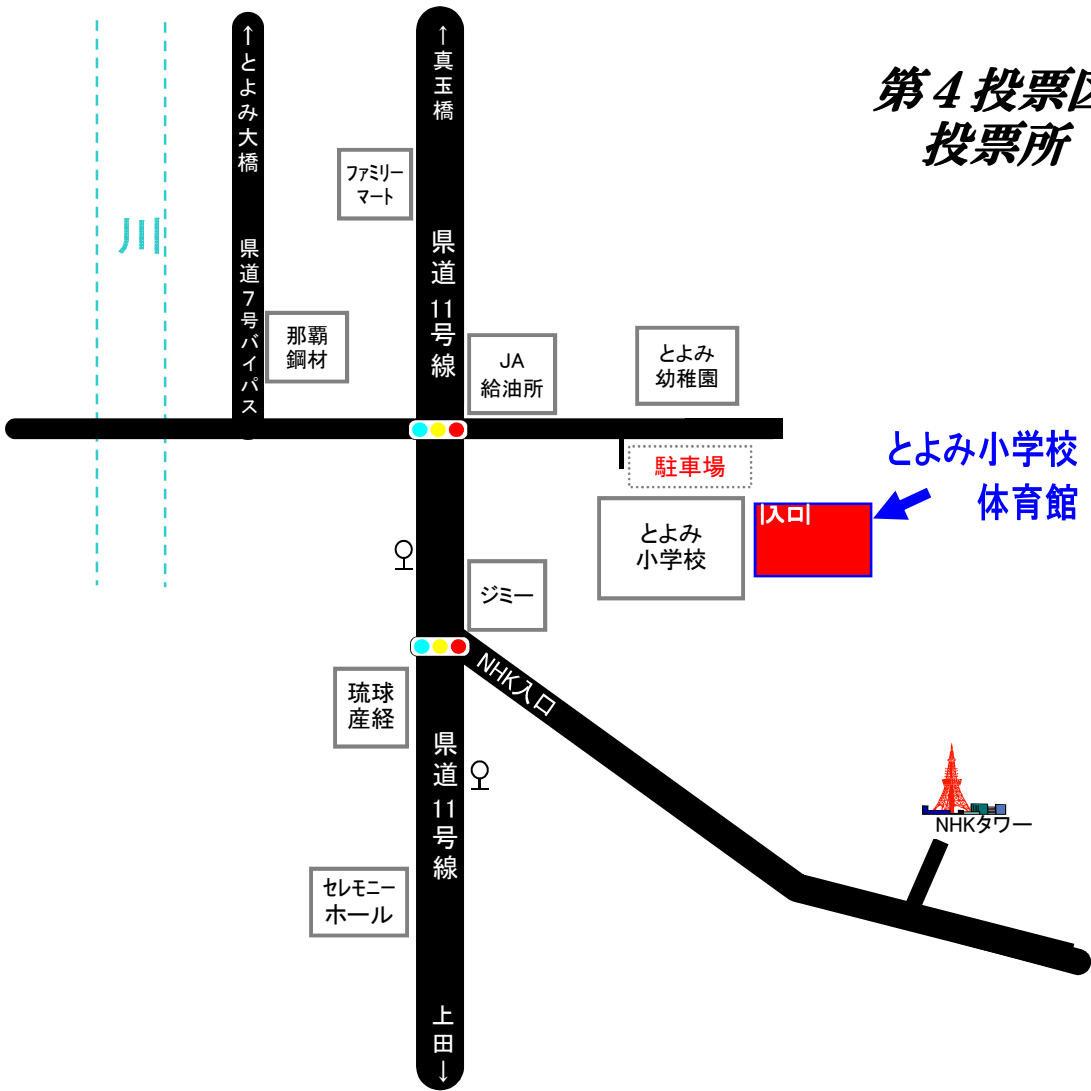 第４投票区
投票所
↑とよみ大橋
県道７号バイパス
↑真玉橋
県道11号線
川
ファミリー
マート
那覇
鋼材
JA
給油所
とよみ
幼稚園
駐車場
とよみ小学校
体育館
入口
とよみ
小学校
ジミー
NHK入口
琉球
産経
県道11号線
NHKタワー
セレモニー
ホール
上田↓